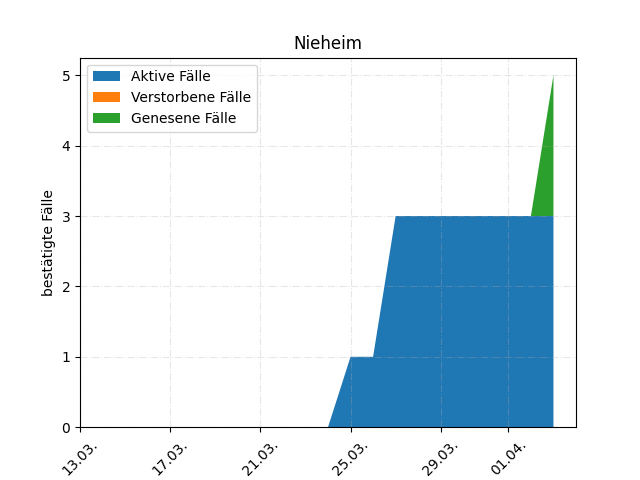 Nieheim
Aktive Fälle
Verstorbene Fälle
Genesene Fälle
bestätigte Fälle
5
4
3
2
1
0
13.03.
17.03.
21.03.
25.03.
29.03.
01.04.